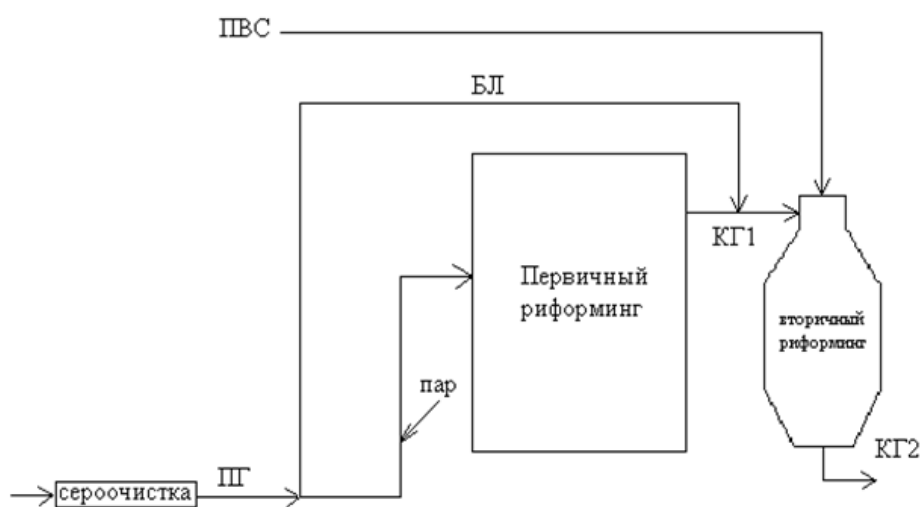 ПВС
БЛ
КГ1
Первичный
риформинг
вторичный
риформинг
пар
КГ2
ПГ
сероочистка